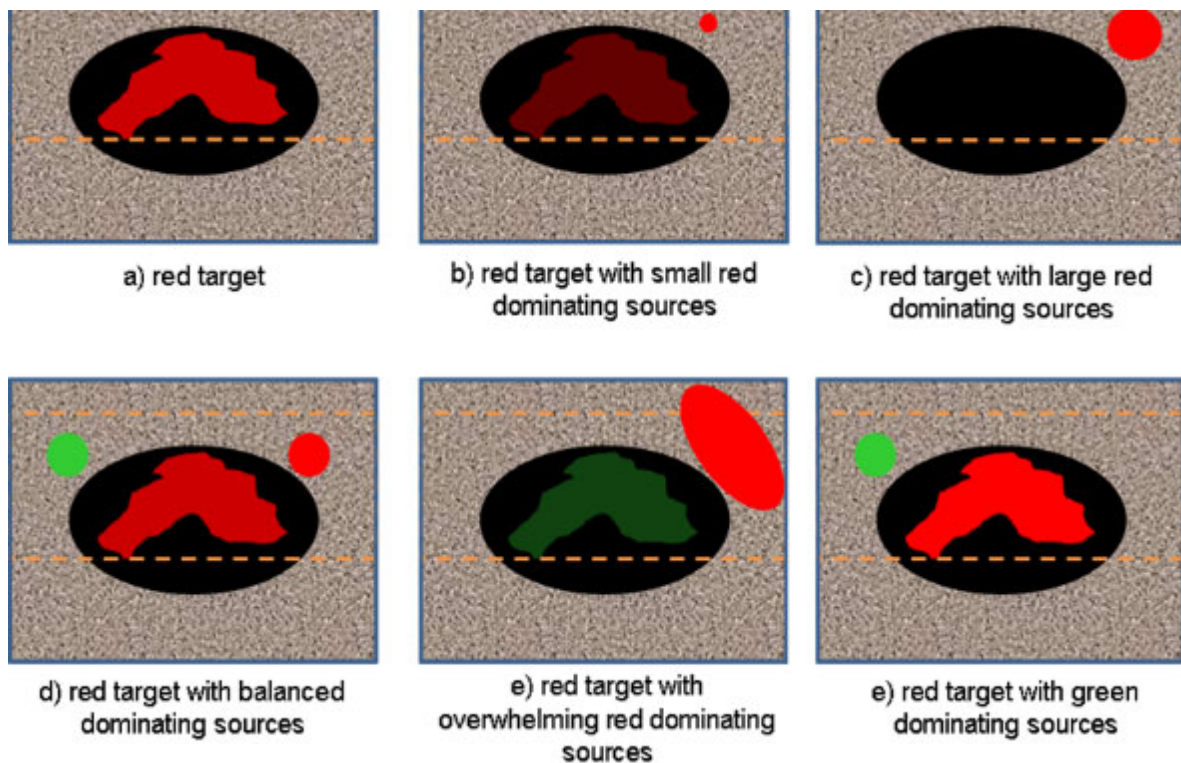 a) red target
b) red target with small red
dominating sources
c) red target with large red
dominating sources
d) red target with balanced
dominating sources
e) red target with
overwhelming red dominating
sources
e) red target with green
dominating sources